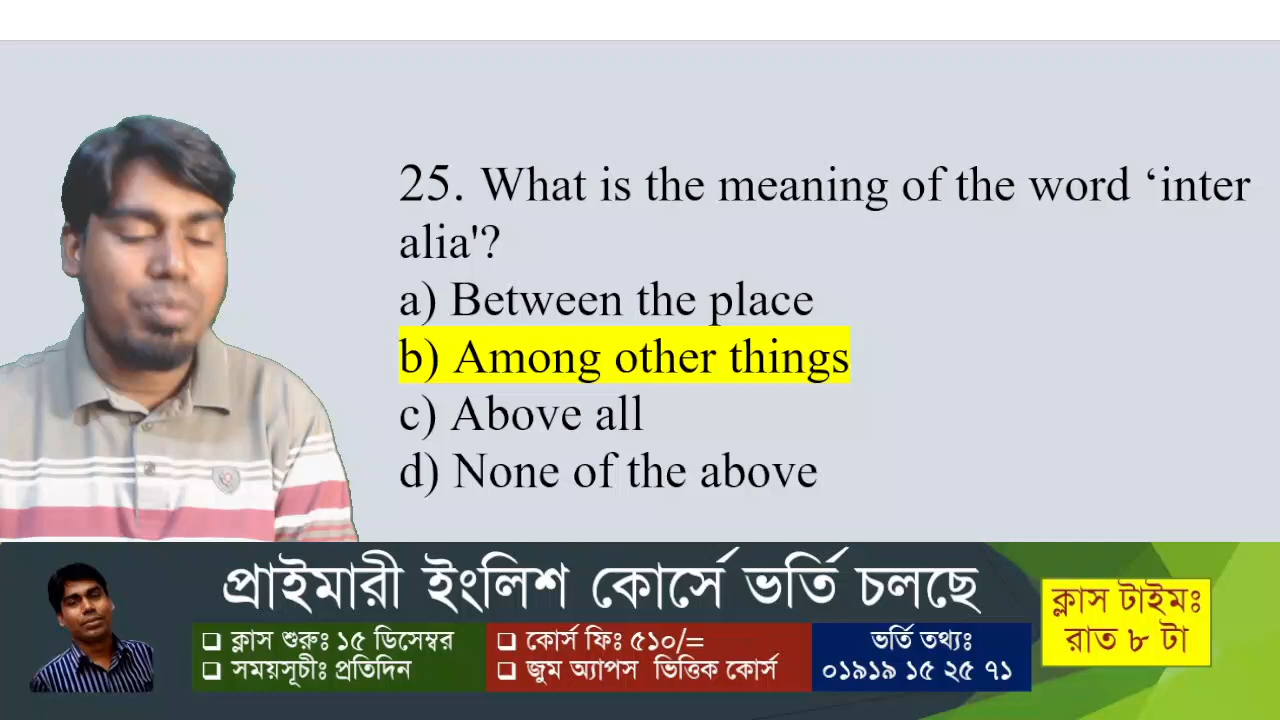 25. What is the meaning of the word ‘inter
alia'?
a) Between the place
b) Among other things
c) Above all
d) None of the above
প্রাইমারী ইংলিশ কোর্সে ভর্তি চলছে
ক্লাস টাইমঃ
রাত ৮ টা
❑ ক্লাস শুরুঃ ১৫ ডিসেম্বর
❑ সময়সূচীঃ প্রতিদিন
❑ কোর্স ফিঃ ৫১০/=
❑ জুম অ্যাপস ভিত্তিক কোর্স
ভর্তি তথ্যঃ
০১৯১৯ ১৫ ২৫ ৭১